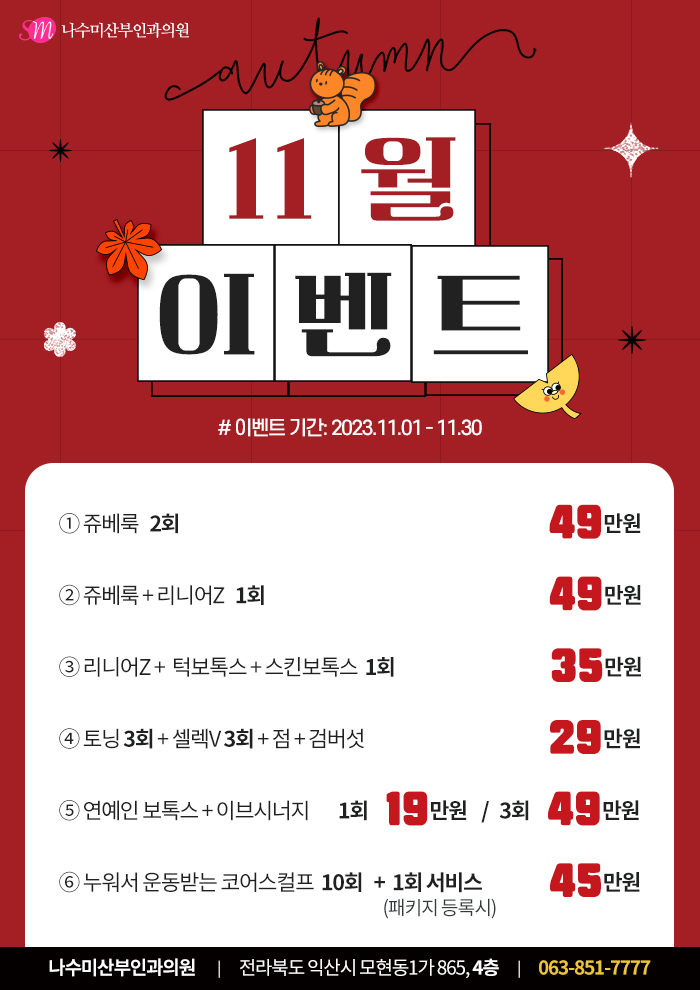 SM 나수미산부인과의원
autumn
11월
이벤트
# 이벤트 기간: 2023.11.01 - 11.30
① 쥬베룩 2회 49만원
② 쥬베룩 + 리니어Z 1회 49만원
③ 리니어Z + 턱보톡스 + 스킨보톡스 1회 35만원
④ 토닝 3회 + 셀렉V 3회 + 점 + 검버섯 29만원
⑤ 연예인 보톡스 + 이브시너지 1회 19만원 / 3회 49만원
⑥ 누워서 운동받는 코어스컬프 10회 + 1회 서비스 45만원
(패키지 등록시)
나수미산부인과의원 | 전라북도 익산시 모현동1가 865, 4층 | 063-851-7777